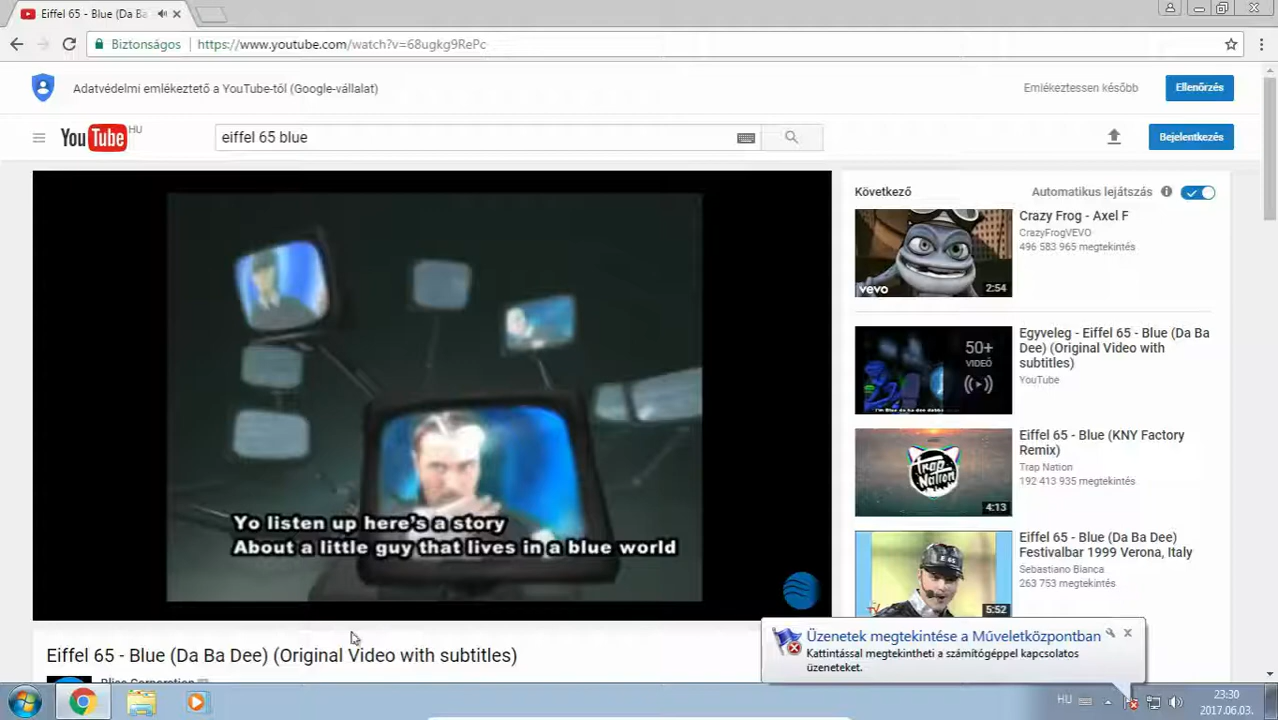 Eiffel 65 - Blue (Da Ba
Biztonságos
https://www.youtube.com/watch?v=68ugkg9RePc
Adatvédelmi emlékeztető a YouTube-tól (Google-vállalat)
Emlékeztessen később
Ellenőrzés
YouTube HU
eiffel 65 blue
Bejelentkezés
Következő
Automatikus lejátszás
Crazy Frog - Axel F
CrazyFrogVEVO
496 583 965 megtekintés
vevo
2:54
Egyveleg - Eiffel 65 - Blue (Da Ba
Dee) (Original Video with
subtitles)
YouTube
50+
VIDEÓ
Eiffel 65 - Blue (KNY Factory
Remix)
Trap Nation
192 413 935 megtekintés
TRAP
NATION
4:13
Eiffel 65 - Blue (Da Ba Dee)
Festivalbar 1999 Verona, Italy
Sebastiano Bianca
263 753 megtekintés
5:52
Yo listen up here's a story
About a little guy that lives in a blue world
Eiffel 65 - Blue (Da Ba Dee) (Original Video with subtitles)
Bliss Corporation
Üzenetek megtekintése a Műveletközpontban
Kattintással megtekintheti a számítógéppel kapcsolatos
üzeneteket.
HU
23:30
2017.06.03.